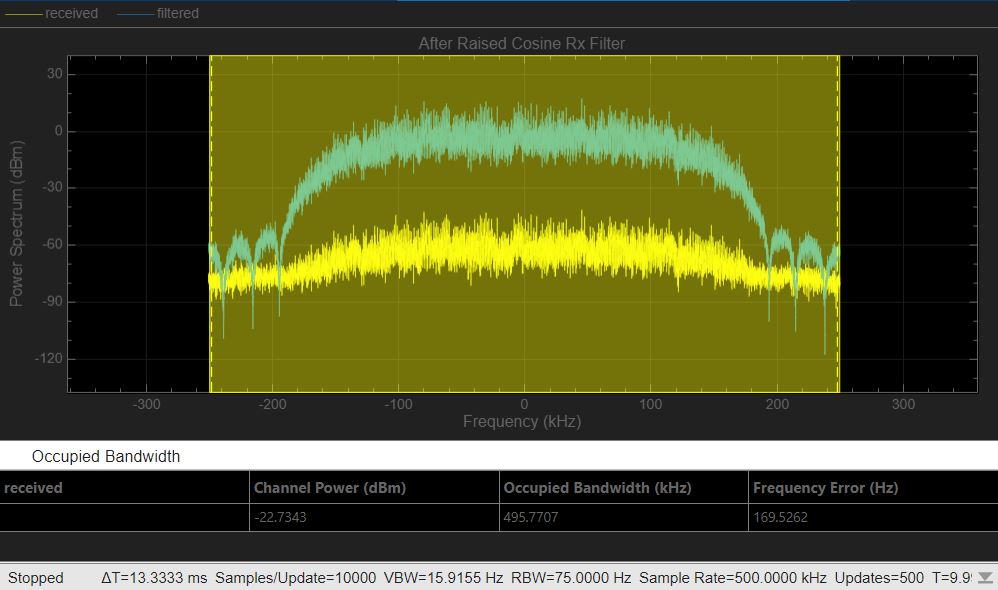 received filtered
After Raised Cosine Rx Filter
30
0
-30
-60
-90
-120
Power Spectrum (dBm)
-300 -200 -100 0 100 200 300
Frequency (kHz)
Occupied Bandwidth
received Channel Power (dBm) Occupied Bandwidth (kHz) Frequency Error (Hz)
-22.7343 495.7707 169.5262
Stopped ΔT=13.3333 ms Samples/Update=10000 VBW=15.9155 Hz RBW=75.0000 Hz Sample Rate=500.0000 kHz Updates=500 T=9.9